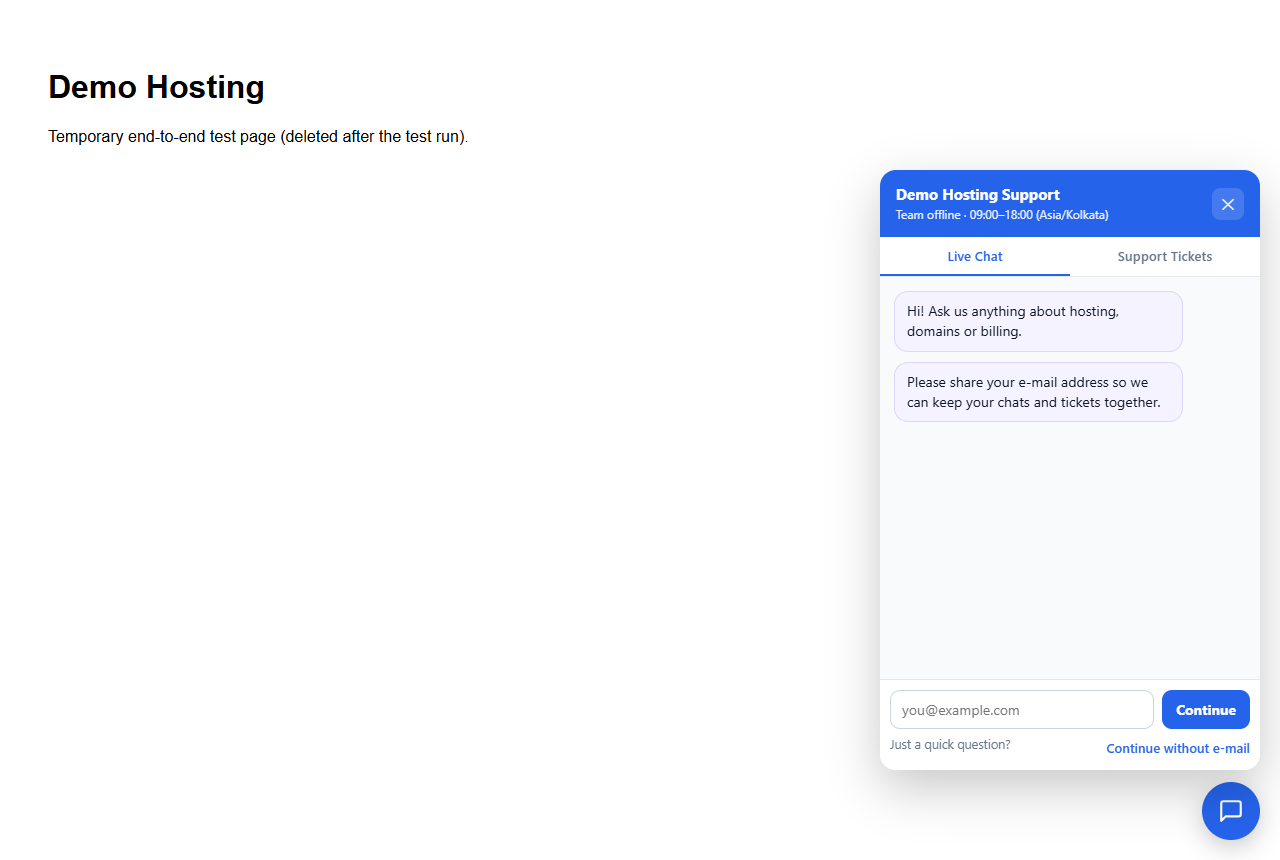 Demo Hosting
Temporary end-to-end test page (deleted after the test run).
Demo Hosting Support
Team offline · 09:00–18:00 (Asia/Kolkata)
Live Chat
Support Tickets
Hi! Ask us anything about hosting,
domains or billing.
Please share your e-mail address so we
can keep your chats and tickets together.
you@example.com
Continue
Just a quick question?
Continue without e-mail